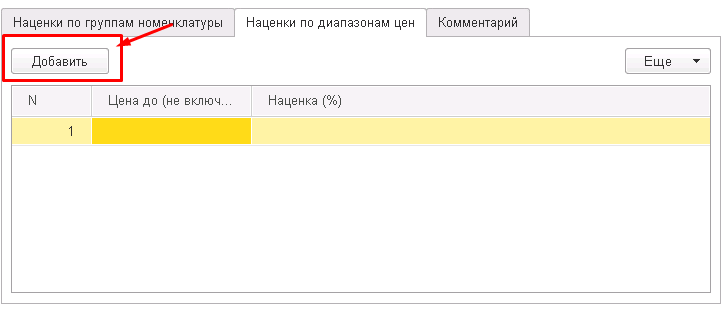 Наценки по группам номенклатуры Наценки по диапазонам цен Комментарий
Добавить Еще
N Цена до (не включ... Наценка (%)
1